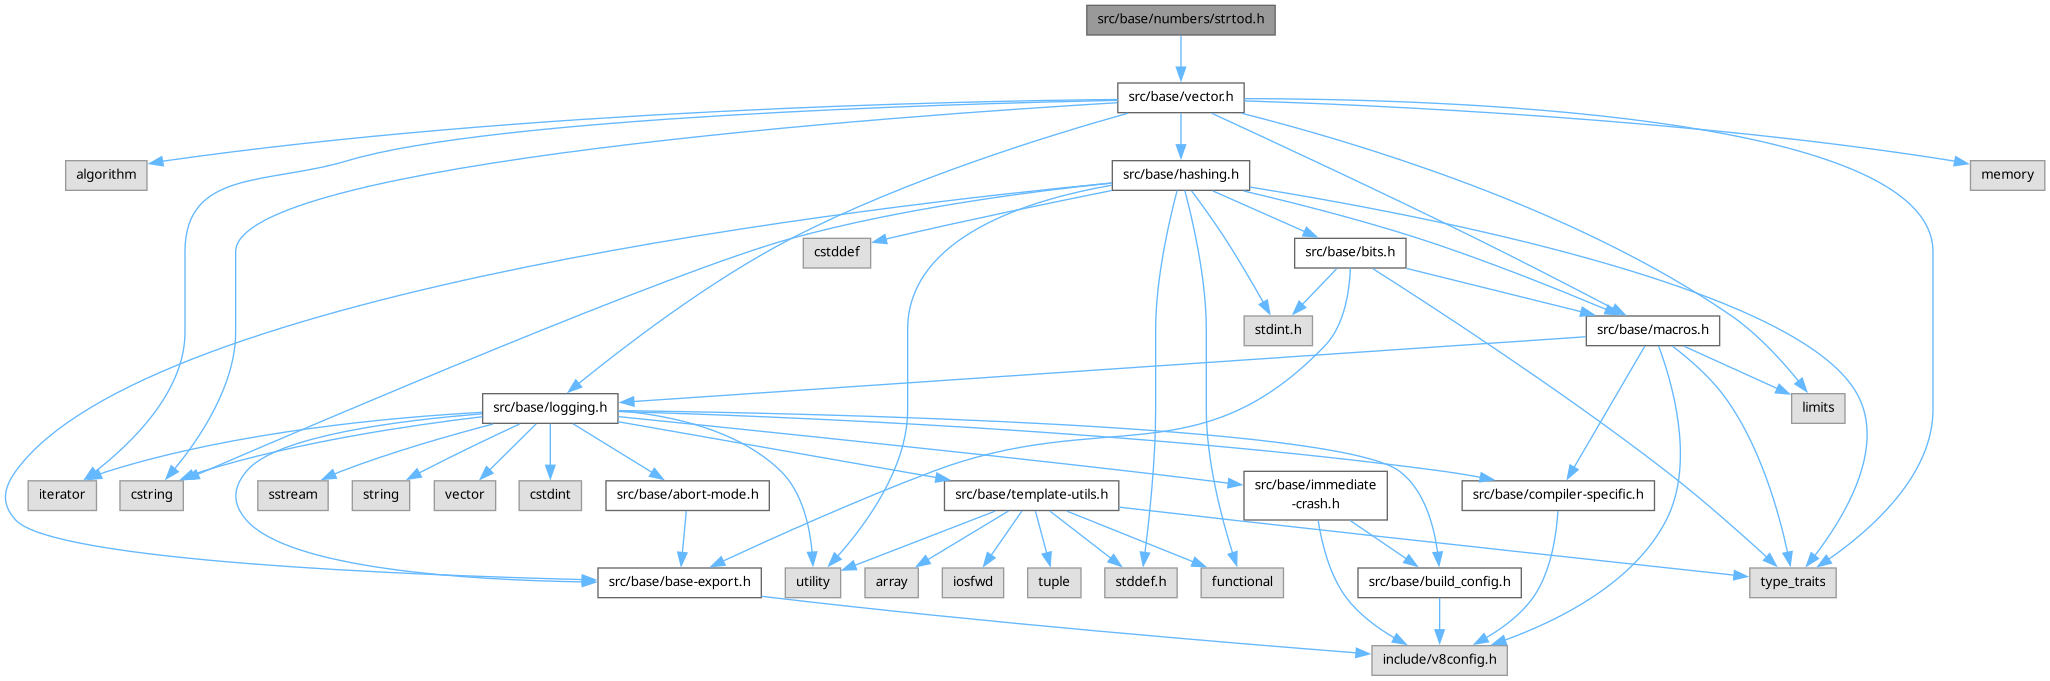 src/base/numbers/strtod.h
src/base/vector.h
algorithm
src/base/hashing.h
memory
cstddef
src/base/bits.h
stdint.h
src/base/macros.h
src/base/logging.h
limits
iterator
cstring
sstream
string
vector
cstdint
src/base/abort-mode.h
src/base/template-utils.h
src/base/immediate
-crash.h
src/base/compiler-specific.h
src/base/base-export.h
utility
array
iosfwd
tuple
stddef.h
functional
src/base/build_config.h
type_traits
include/v8config.h